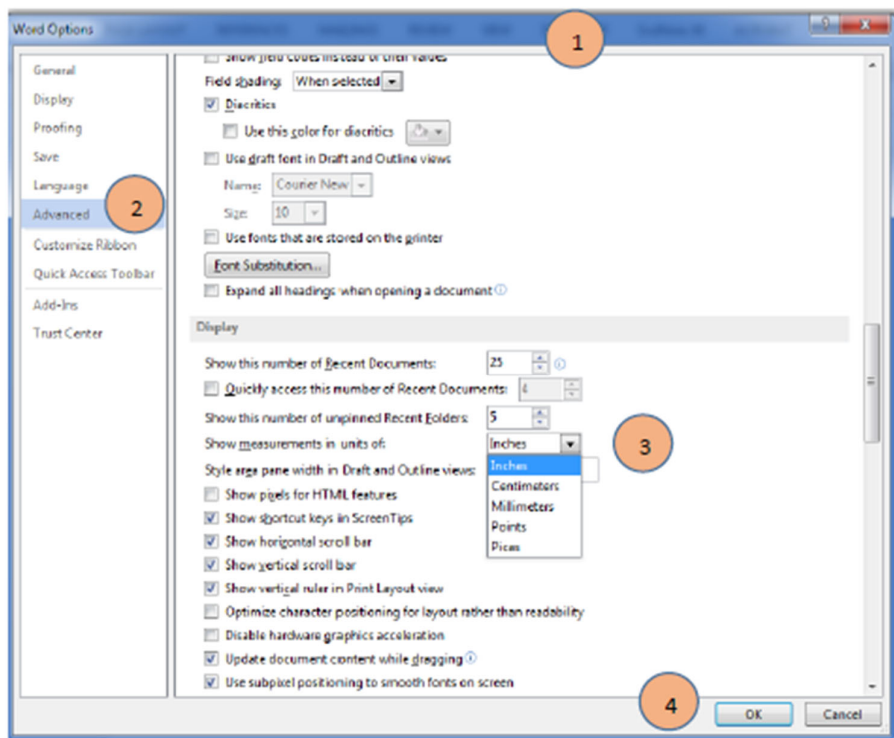 Word Options
1
General
Display
Proofing
Save
Language
Advanced
2
Customize Ribbon
Quick Access Toolbar
Add-Ins
Trust Center
Show field codes instead of their values
Field shading: When selected
Diacritics
Use this color for diacritics
Use draft font in Draft and Outline views
Name: Courier New
Size: 10
Use fonts that are stored on the printer
Font Substitution...
Expand all headings when opening a document
Display
Show this number of Recent Documents: 25
Quickly access this number of Recent Documents: 4
Show this number of unpinned Recent Folders: 5
Show measurements in units of: Inches
3
Inches
Style area pane width in Draft and Outline views:
Centimeters
Show pixels for HTML features
Millimeters
Show shortcut keys in ScreenTips
Points
Show horizontal scroll bar
Picas
Show vertical scroll bar
Show vertical ruler in Print Layout view
Optimize character positioning for layout rather than readability
Disable hardware graphics acceleration
Update document content while dragging
Use subpixel positioning to smooth fonts on screen
4
OK Cancel